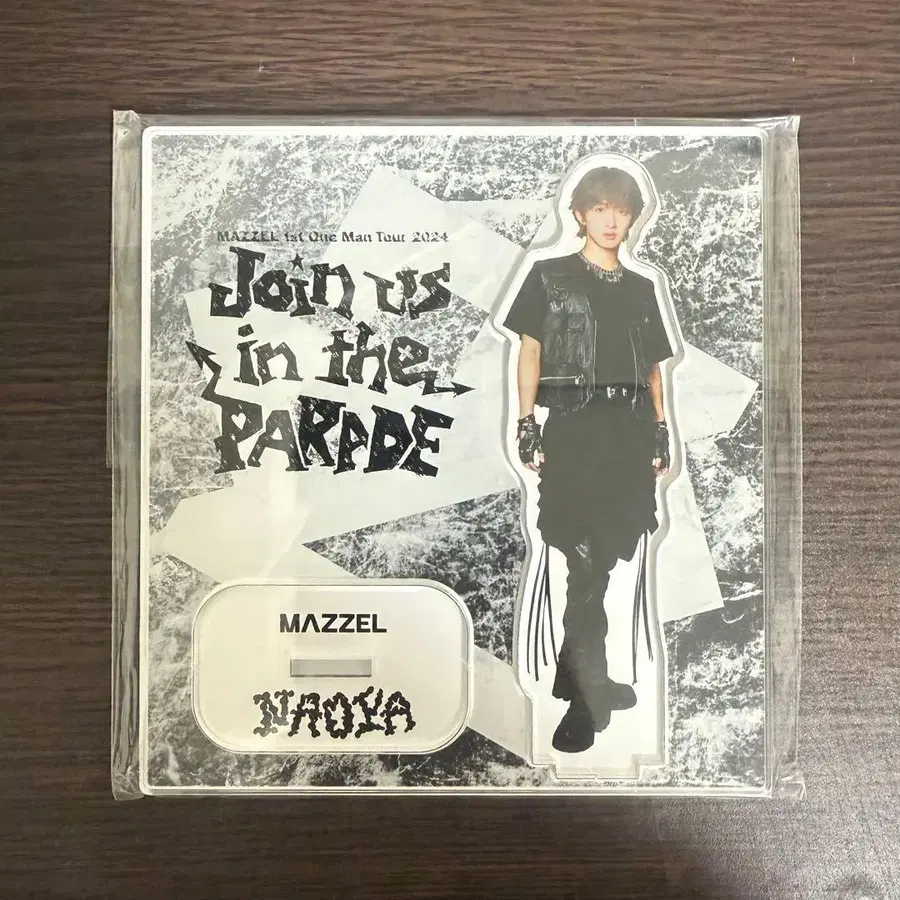 MAZZEL 1st One Man Tour 2024
Join us
in the
PARADE
MAZZEL
NAOYA